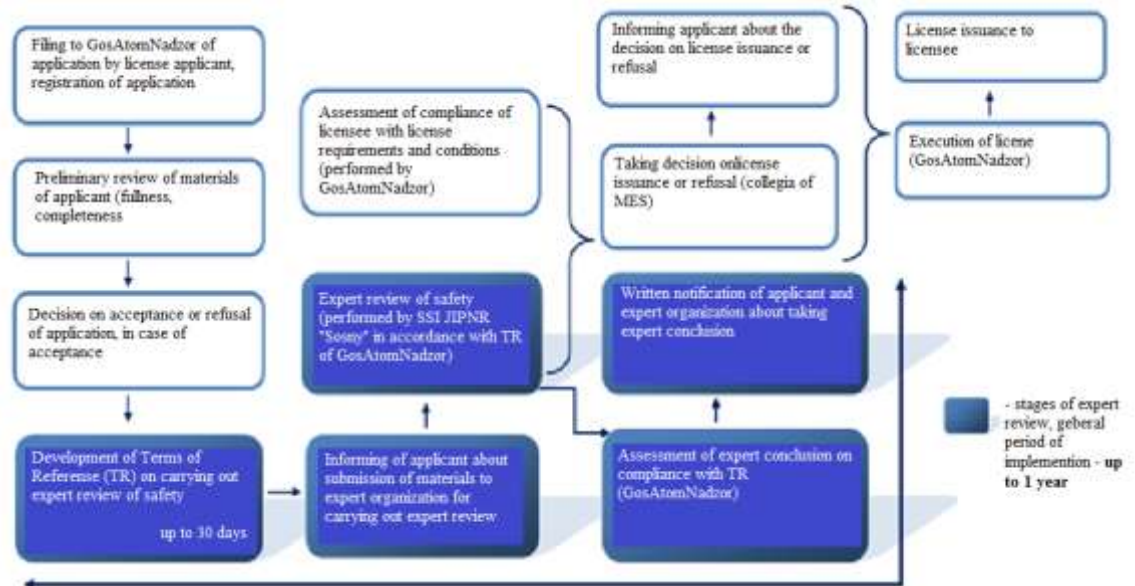 Filing to GosAtomNadzor of
application by license applicant,
registration of application
Preliminary review of materials
of applicant (fullness,
completeness
Decision on acceptance or refusal
of application, in case of
acceptance
Development of Terms of
Referense (TR) on carrying out
expert review of safety
up to 30 days
Assessment of compliance of
licensee with license
requirements and conditions
(performed by
GosAtomNadzor)
Expert review of safety
(performed by SSI JIPNR
"Sosny" in accordance with TR
of GosAtomNadzor)
Informing of applicant about
submission of materials to
expert organization for
carrying out expert review
Informing applicant about the
decision on license issuance or
refusal
Taking decision onlicense
issuance or refusal (collegia of
MES)
Written notification of applicant and
expert organization about taking
expert conclusion
Assessment of expert conclusion on
compliance with TR
(GosAtomNadzor)
License issuance to
licensee
Execution of licene
(GosAtomNadzor)
- stages of expert
review, geberal
period of
implemention - up
to 1 year